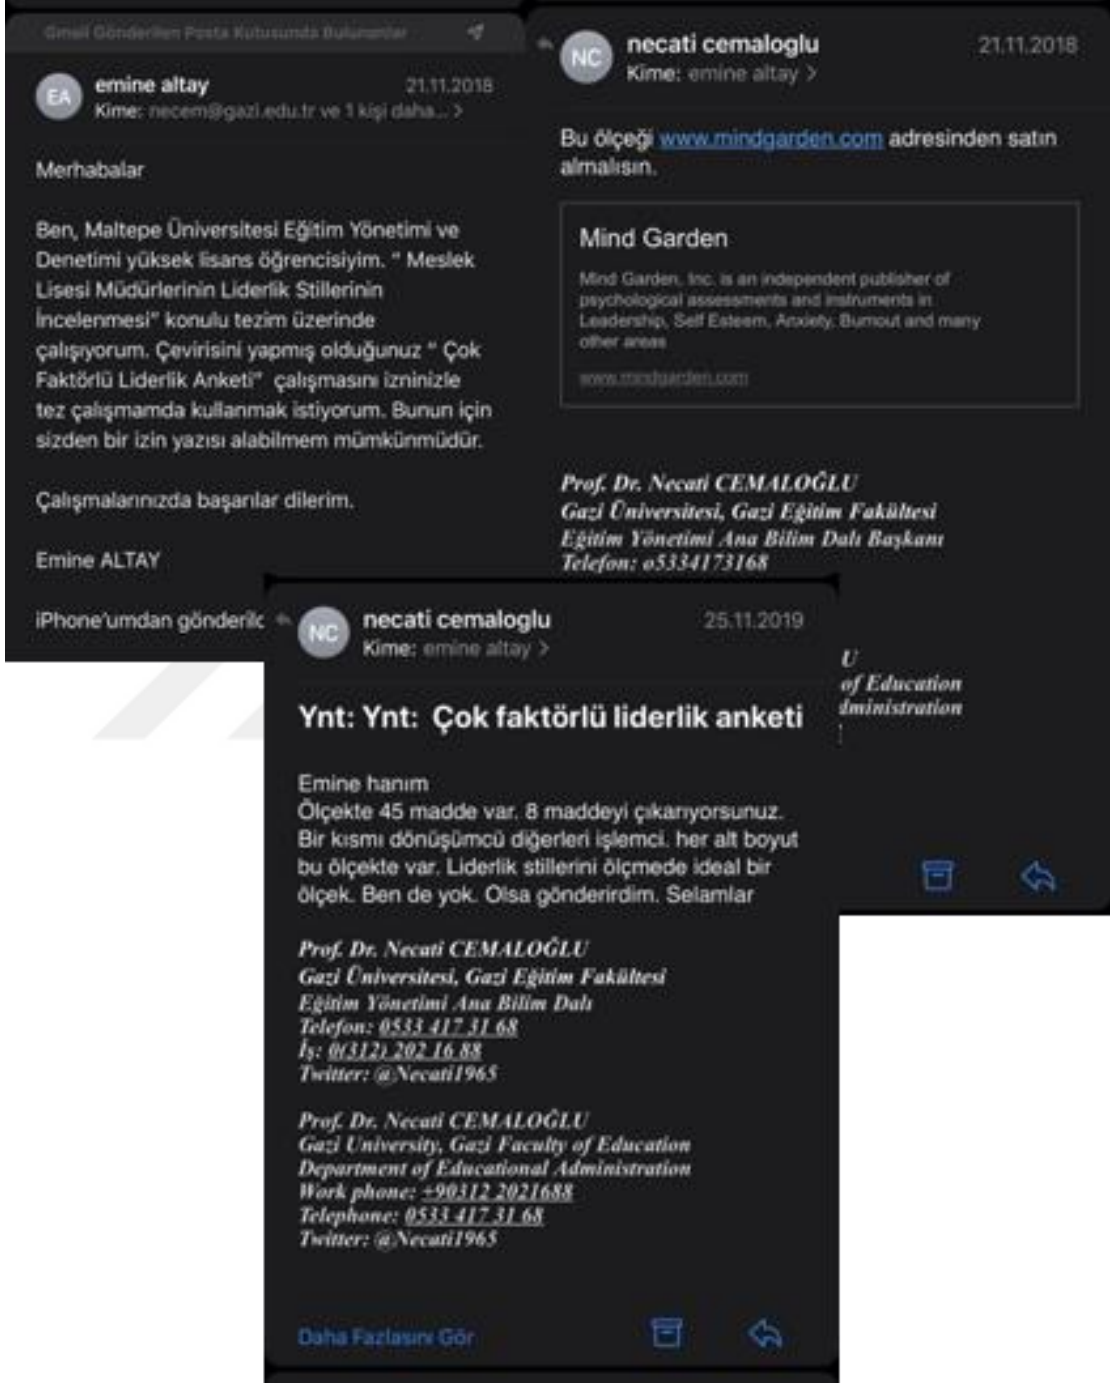 Gmail Gönderilen Posta Kutusunda Bulunanlar
EA
emine altay
21.11.2018
Kime: necem@gazi.edu.tr ve 1 kişi daha... >
Merhabalar
Ben, Maltepe Üniversitesi Eğitim Yönetimi ve
Denetimi yüksek lisans öğrencisiyim. “ Meslek
Lisesi Müdürlerinin Liderlik Stillerinin
İncelenmesi” konulu tezim üzerinde
çalışıyorum. Çevirisini yapmış olduğunuz “ Çok
Faktörlü Liderlik Anketi” çalışmasını izninizle
tez çalışmamda kullanmak istiyorum. Bunun için
sizden bir izin yazısı alabilmem mümkünmüdür.
Çalışmalarınızda başarılar dilerim.
Emine ALTAY
iPhone’umdan gönderild
NC
necati cemaloglu
21.11.2018
Kime: emine altay >
Bu ölçeği www.mindgarden.com adresinden satın
almalısın.
Mind Garden
Mind Garden, Inc. is an independent publisher of
psychological assessments and instruments in
Leadership, Self Esteem, Anxiety, Burnout and many
other areas
www.mindgarden.com
Prof. Dr. Necati CEMALOĞLU
Gazi Üniversitesi, Gazi Eğitim Fakültesi
Eğitim Yönetimi Ana Bilim Dalı Başkanı
Telefon: o5334173168
U
of Education
dministration
NC
necati cemaloglu
25.11.2019
Kime: emine altay >
Ynt: Ynt: Çok faktörlü liderlik anketi
Emine hanım
Ölçekte 45 madde var. 8 maddeyi çıkarıyorsunuz.
Bir kısmı dönüşümcü diğerleri işlemci. her alt boyut
bu ölçekte var. Liderlik stillerini ölçmede ideal bir
ölçek. Ben de yok. Olsa gönderirdim. Selamlar
Prof. Dr. Necati CEMALOĞLU
Gazi Üniversitesi, Gazi Eğitim Fakültesi
Eğitim Yönetimi Ana Bilim Dalı
Telefon: 0533 417 31 68
İş: 0(312) 202 16 88
Twitter: @Necati1965
Prof. Dr. Necati CEMALOĞLU
Gazi University, Gazi Faculty of Education
Department of Educational Administration
Work phone: +90312 2021688
Telephone: 0533 417 31 68
Twitter: @Necati1965
Daha Fazlasını Gör